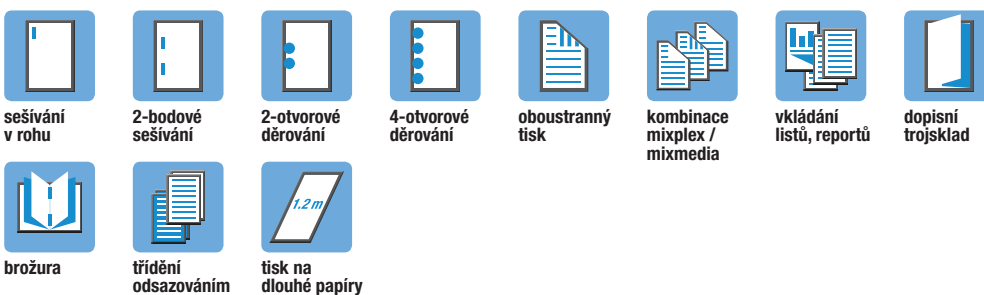 sešívání
v rohu
2-bodové
sešívání
2-otvorové
děrování
4-otvorové
děrování
oboustranný
tisk
kombinace
mixplex /
mixmedia
vkládání
listů, reportů
dopisní
trojsklad
brožura
třídění
odsazováním
1.2 m
tisk na
dlouhé papíry